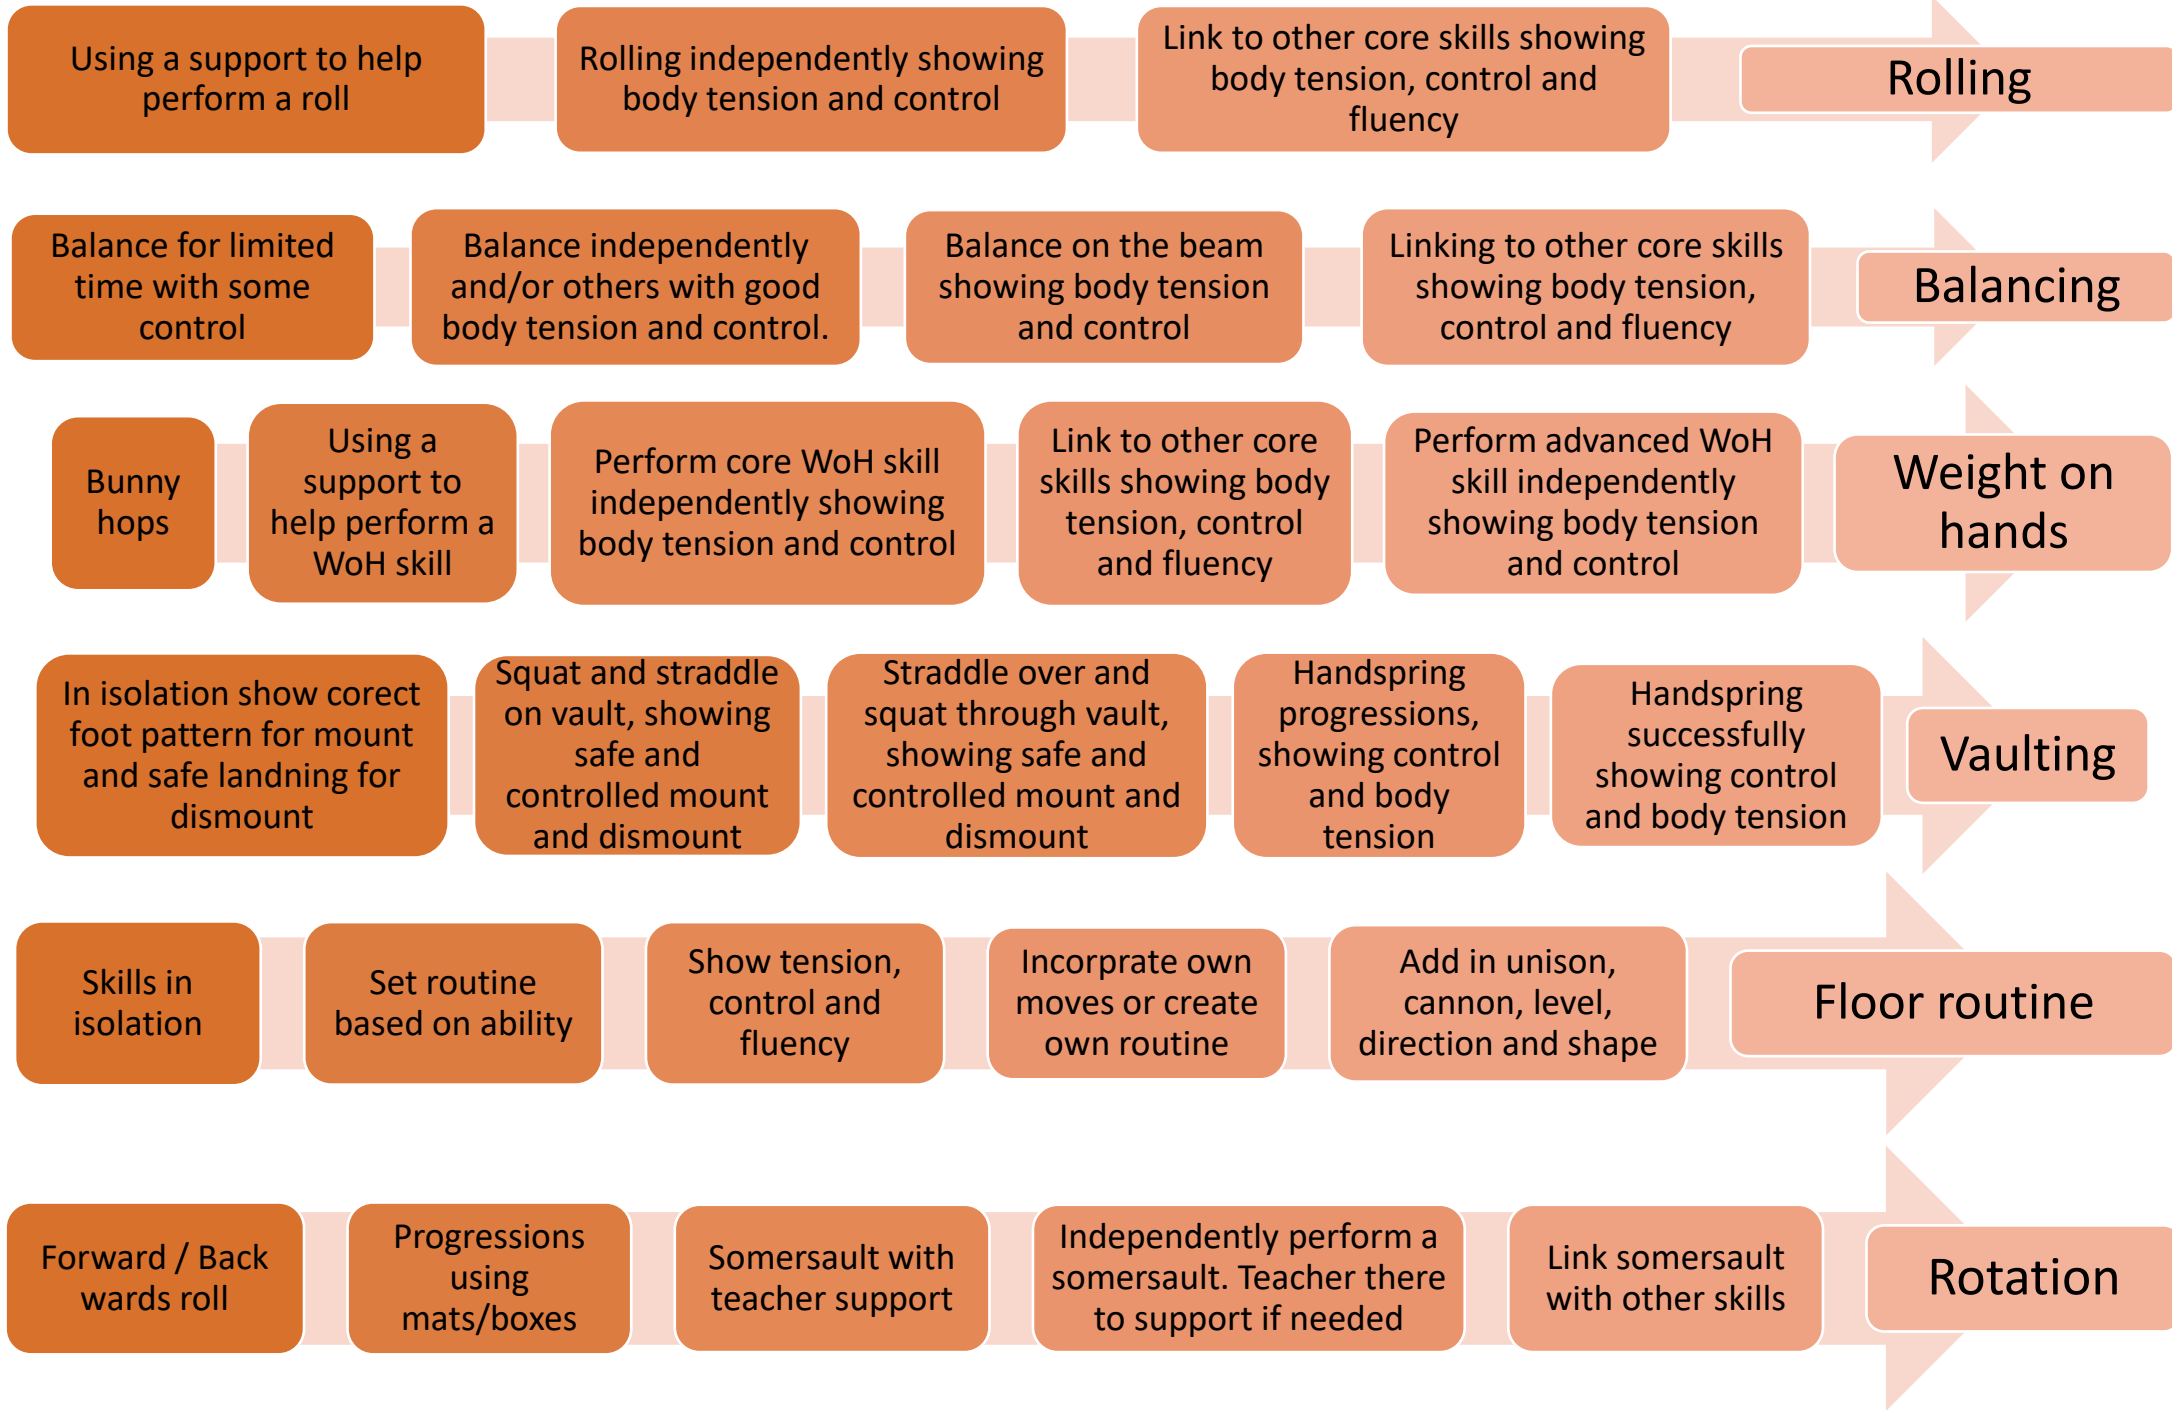 Using a support to help
perform a roll
Rolling independently showing
body tension and control
Link to other core skills showing
body tension, control and
fluency
Rolling
Balance for limited
time with some
control
Balance independently
and/or others with good
body tension and control.
Balance on the beam
showing body tension
and control
Linking to other core skills
showing body tension,
control and fluency
Balancing
Bunny
hops
Using a
support to
help perform a
WoH skill
Perform core WoH skill
independently showing
body tension and control
Link to other core
skills showing body
tension, control
and fluency
Perform advanced WoH
skill independently
showing body tension
and control
Weight on
hands
In isolation show corect
foot pattern for mount
and safe landning for
dismount
Squat and straddle
on vault, showing
safe and
controlled mount
and dismount
Straddle over and
squat through vault,
showing safe and
controlled mount and
dismount
Handspring
progressions,
showing control
and body
tension
Handspring
successfully
showing control
and body tension
Vaulting
Skills in
isolation
Set routine
based on ability
Show tension,
control and
fluency
Incorprate own
moves or create
own routine
Add in unison,
cannon, level,
direction and shape
Floor routine
Forward / Back
wards roll
Progressions
using
mats/boxes
Somersault with
teacher support
Independently perform a
somersault. Teacher there
to support if needed
Link somersault
with other skills
Rotation